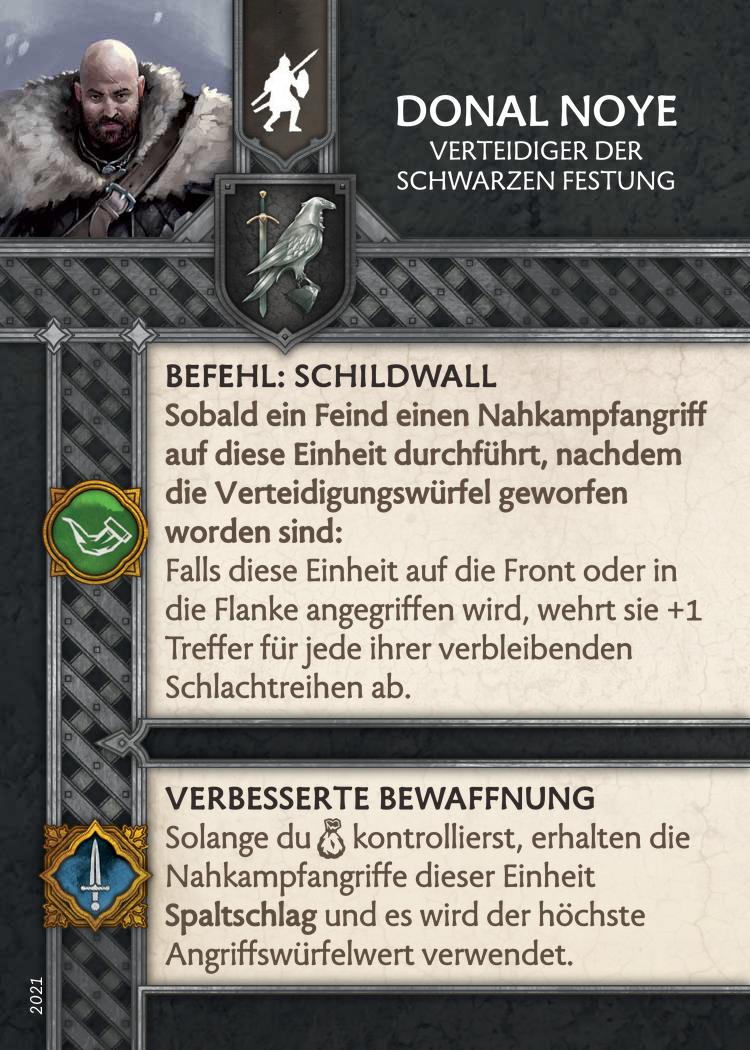 DONAL NOYE
VERTEIDIGER DER
SCHWARZEN FESTUNG
BEFEHL: SCHILDWALL
Sobald ein Feind einen Nahkampfangriff
auf diese Einheit durchführt, nachdem
die Verteidigungswürfel geworfen
worden sind:
Falls diese Einheit auf die Front oder in
die Flanke angegriffen wird, wehrt sie +1
Treffer für jede ihrer verbleibenden
Schlachtreihen ab.
VERBESSERTE BEWAFFNUNG
Solange du kontrollierst, erhalten die
Nahkampfangriffe dieser Einheit
Spaltschlag und es wird der höchste
Angriffswürfelwert verwendet.
2021